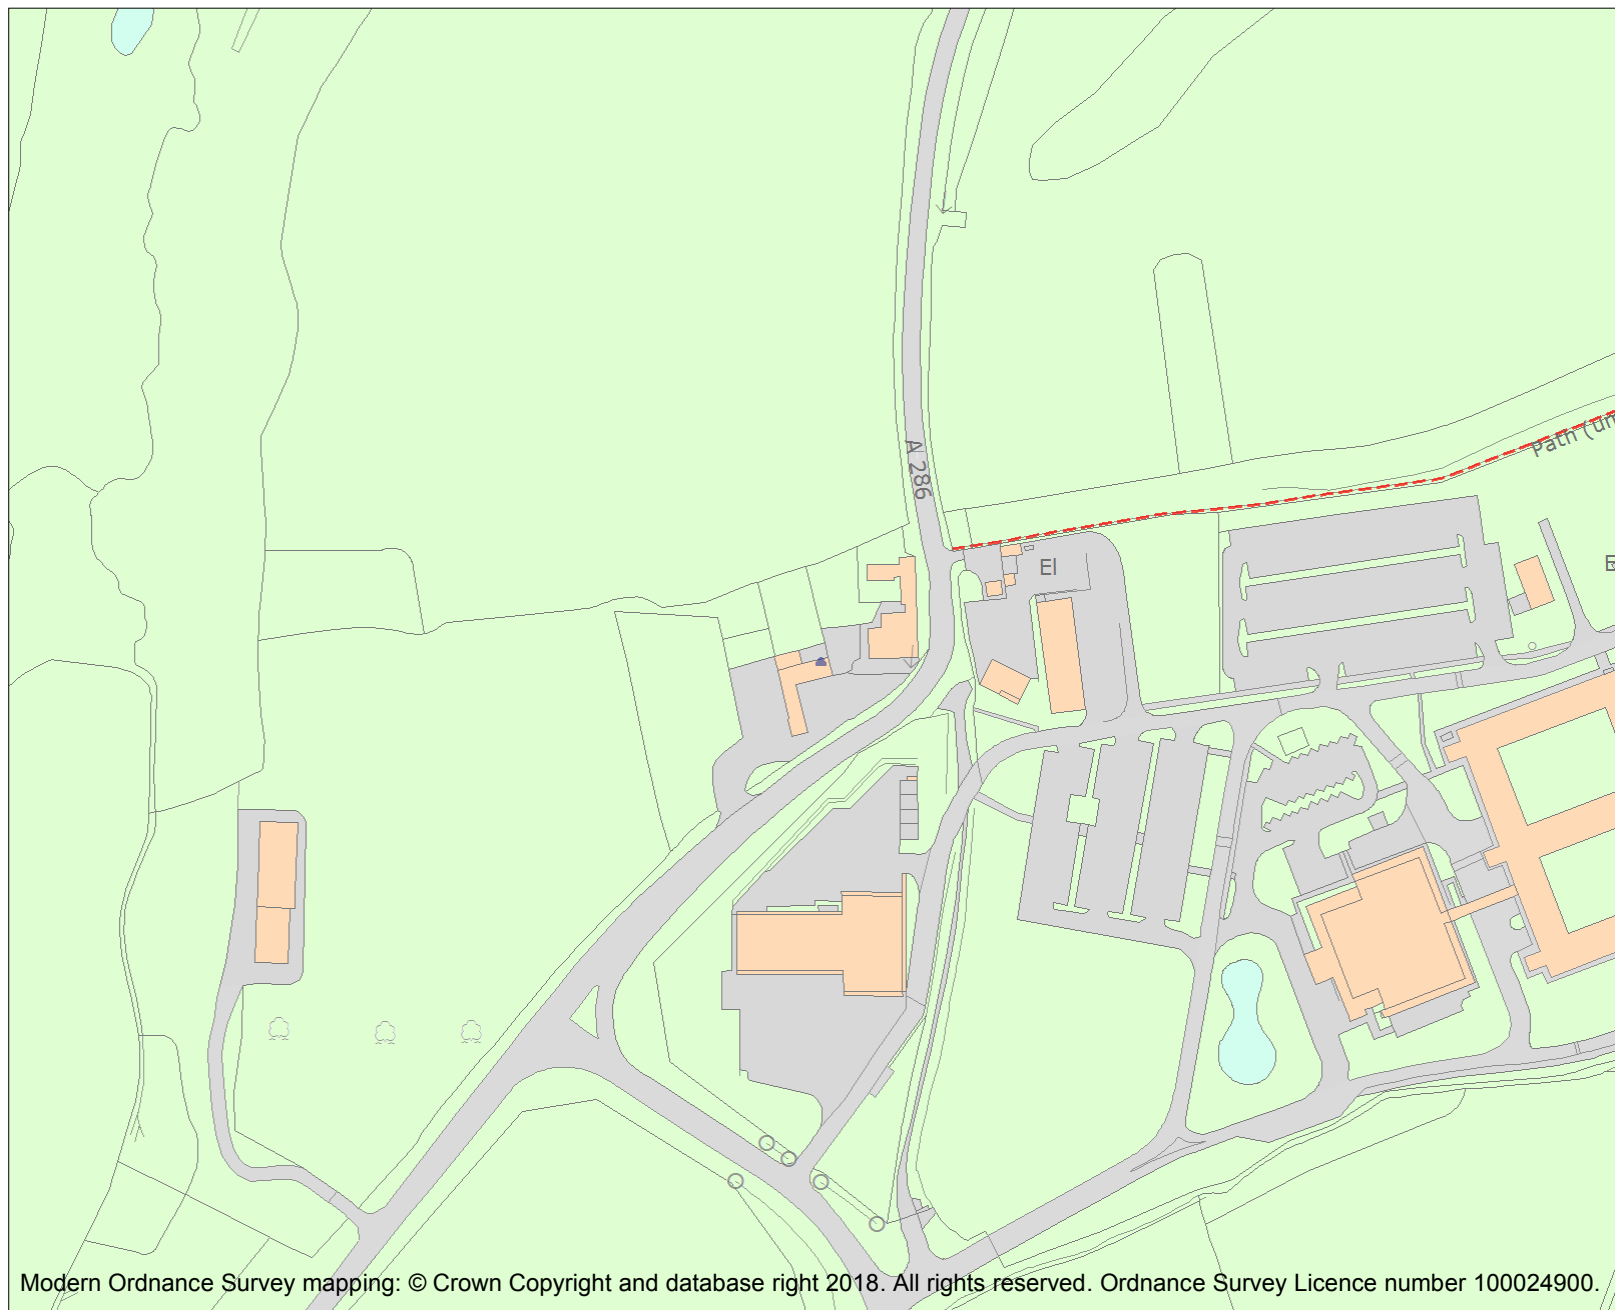 A 286
Path (un
El
E
Modern Ordnance Survey mapping: © Crown Copyright and database right 2018. All rights reserved. Ordnance Survey Licence number 100024900.